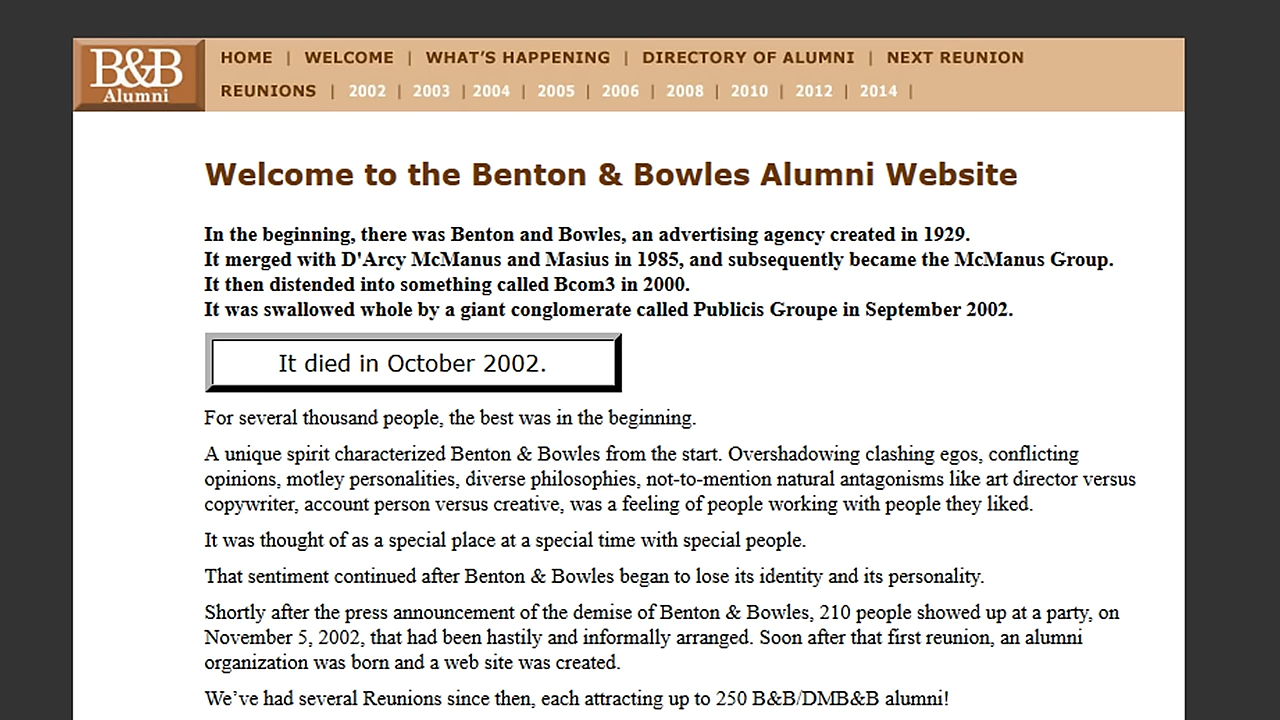 B&B
Alumni
HOME | WELCOME | WHAT'S HAPPENING | DIRECTORY OF ALUMNI | NEXT REUNION
REUNIONS | 2002 | 2003 | 2004 | 2005 | 2006 | 2008 | 2010 | 2012 | 2014 |
Welcome to the Benton & Bowles Alumni Website
In the beginning, there was Benton and Bowles, an advertising agency created in 1929.
It merged with D'Arcy McManus and Masius in 1985, and subsequently became the McManus Group.
It then distended into something called Bcom3 in 2000.
It was swallowed whole by a giant conglomerate called Publicis Groupe in September 2002.
It died in October 2002.
For several thousand people, the best was in the beginning.
A unique spirit characterized Benton & Bowles from the start. Overshadowing clashing egos, conflicting
opinions, motley personalities, diverse philosophies, not-to-mention natural antagonisms like art director versus
copywriter, account person versus creative, was a feeling of people working with people they liked.
It was thought of as a special place at a special time with special people.
That sentiment continued after Benton & Bowles began to lose its identity and its personality.
Shortly after the press announcement of the demise of Benton & Bowles, 210 people showed up at a party, on
November 5, 2002, that had been hastily and informally arranged. Soon after that first reunion, an alumni
organization was born and a web site was created.
We've had several Reunions since then, each attracting up to 250 B&B/DMB&B alumni!